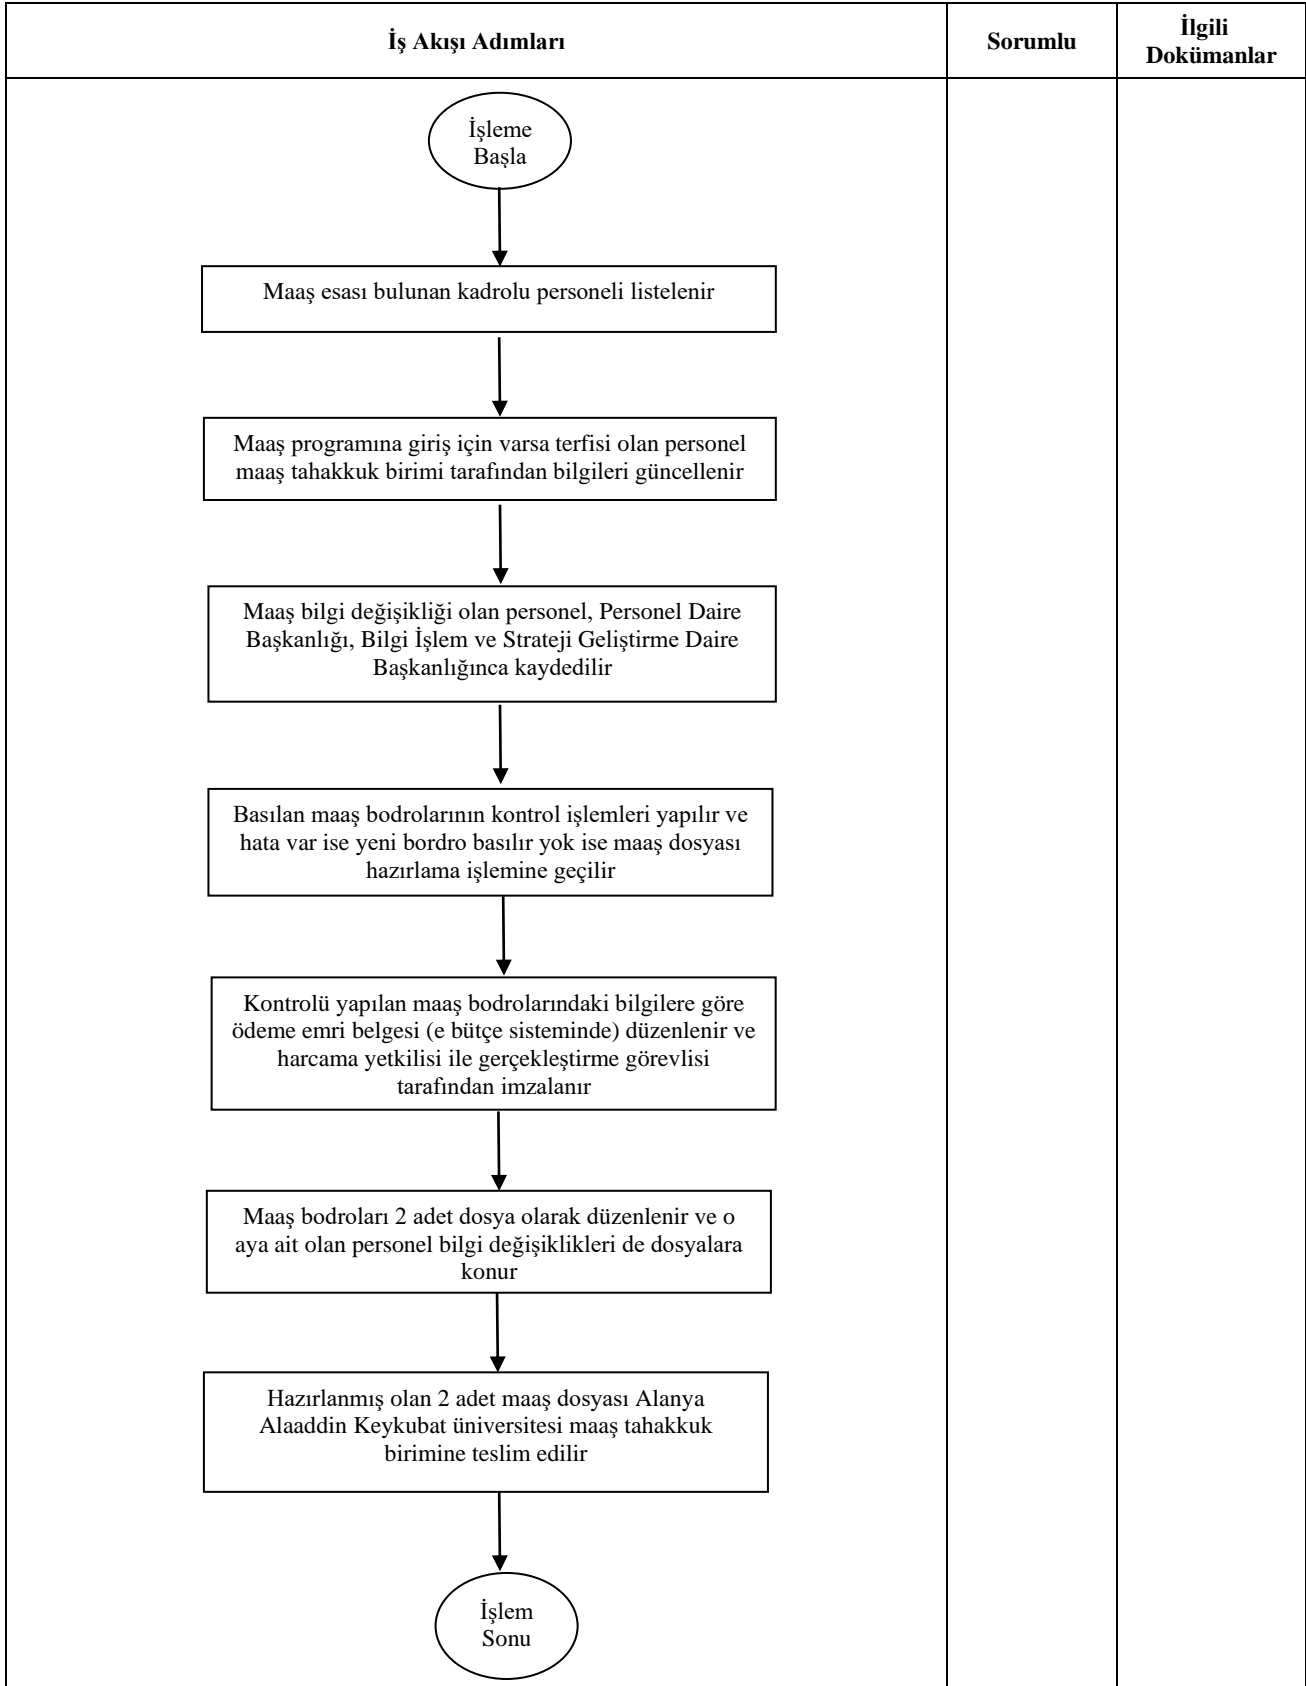 İş Akışı Adımları
Sorumlu
İlgili
Dokümanlar
İşleme
Başla
Maaş esası bulunan kadrolu personeli listelenir
Maaş programına giriş için varsa terfisi olan personel
maaş tahakkuk birimi tarafından bilgileri güncellenir
Maaş bilgi değişikliği olan personel, Personel Daire
Başkanlığı, Bilgi İşlem ve Strateji Geliştirme Daire
Başkanlığınca kaydedilir
Basılan maaş bodrolarının kontrol işlemleri yapılır ve
hata var ise yeni bordro basılır yok ise maaş dosyası
hazırlama işlemine geçilir
Kontrolü yapılan maaş bodrolarındaki bilgilere göre
ödeme emri belgesi (e bütçe sisteminde) düzenlenir ve
harcama yetkilisi ile gerçekleştirme görevlisi
tarafından imzalanır
Maaş bodroları 2 adet dosya olarak düzenlenir ve o
aya ait olan personel bilgi değişiklikleri de dosyalara
konur
Hazırlanmış olan 2 adet maaş dosyası Alanya
Alaaddin Keykubat üniversitesi maaş tahakkuk
birimine teslim edilir
İşlem
Sonu